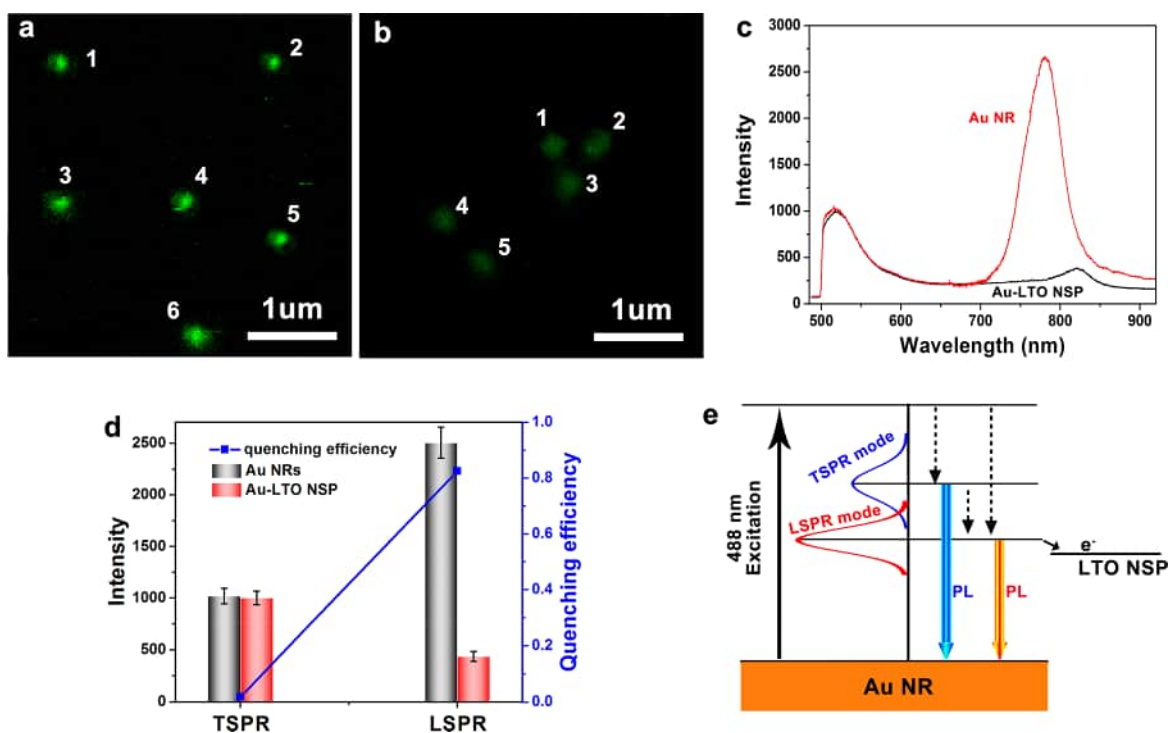 a
1
2
3
4
5
6
1um
b
1
2
3
4
5
1um
c
3000
2500
2000
1500
1000
500
0
Intensity
Au NR
Au-LTO NSP
500 600 700 800 900
Wavelength (nm)
d
quenching efficiency
Au NRs
Au-LTO NSP
2500
2000
1500
1000
500
0
Intensity
1.0
0.8
0.6
0.4
0.2
0.0
Quenching efficiency
TSPR LSPR
e
488 nm
Excitation
TSPR mode
LSPR mode
PL
PL
e-
LTO NSP
Au NR